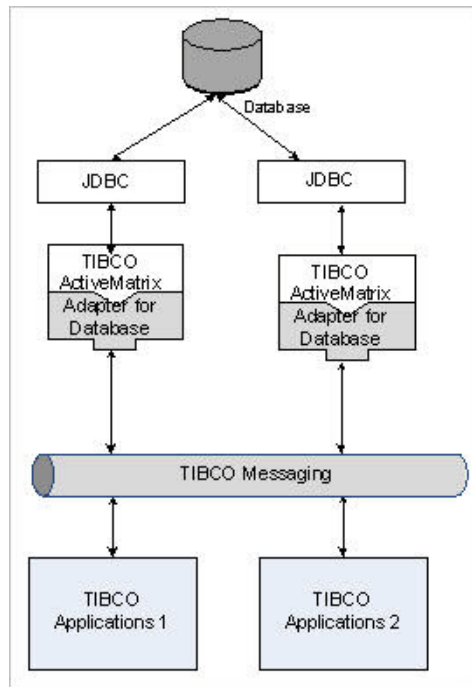 Database
JDBC
JDBC
TIBCO
ActiveMatrix
Adapter for
Database
TIBCO
ActiveMatrix
Adapter for
Database
TIBCO Messaging
TIBCO
Applications 1
TIBCO
Applications 2